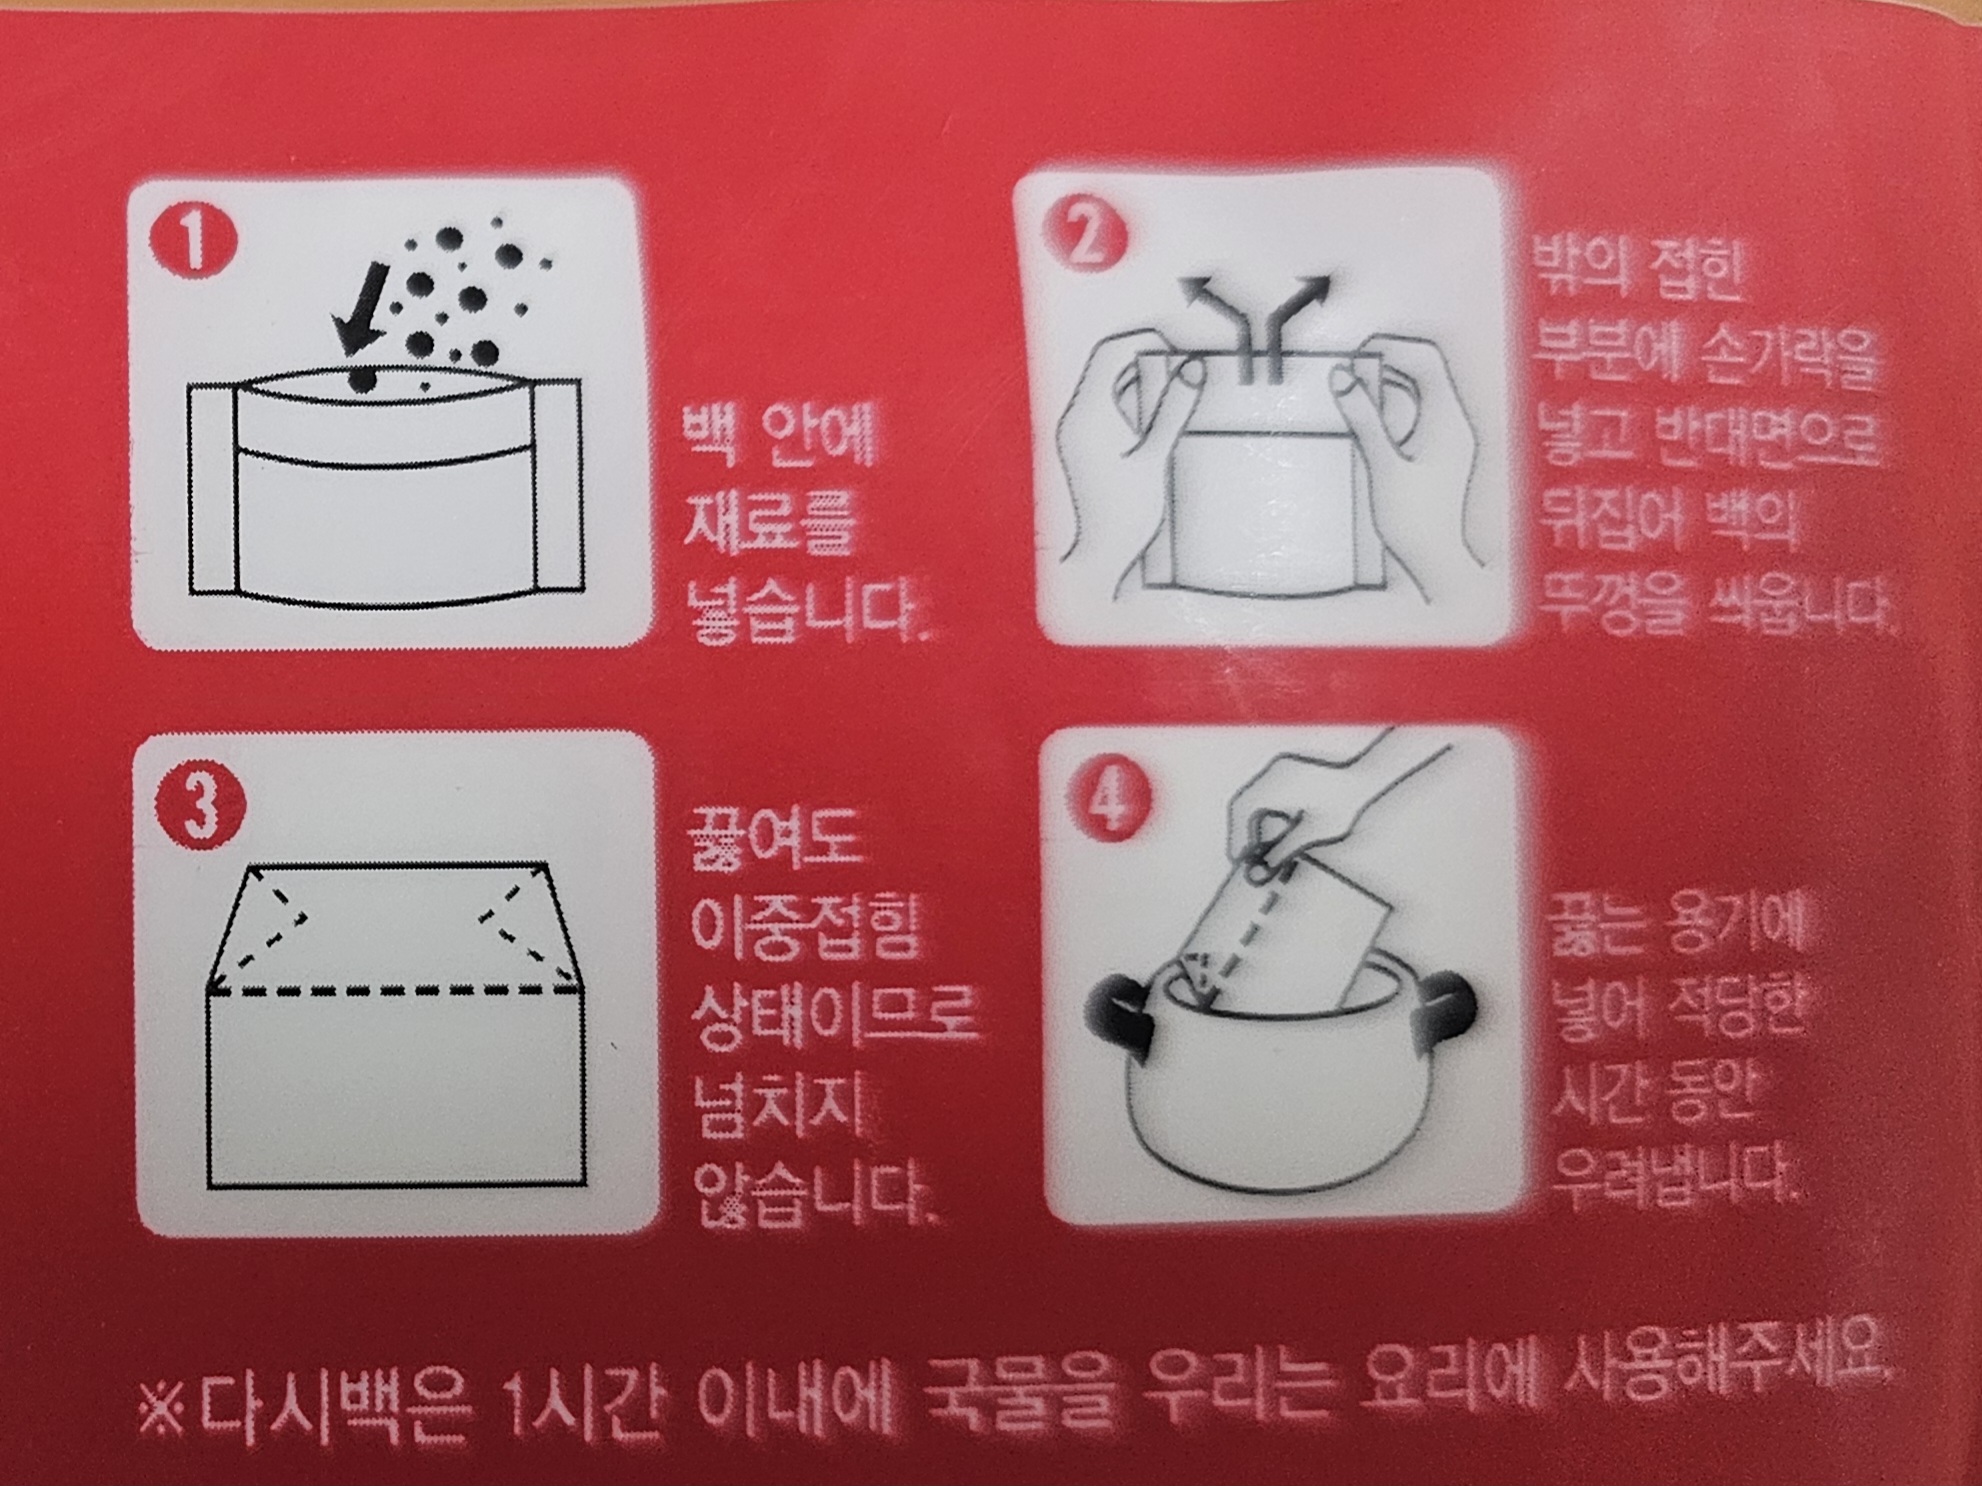 1
백 안에
재료를
넣습니다.
2
밖의 접힌
부분에 손가락을
넣고 반대면으로
뒤집어 백의
뚜껑을 씌웁니다.
3
끓여도
이중접힘
상태이므로
넘치지
않습니다.
4
끓는 용기에
넣어 적당한
시간 동안
우려냅니다.
※다시백은 1시간 이내에 국물을 우리는 요리에 사용해주세요.